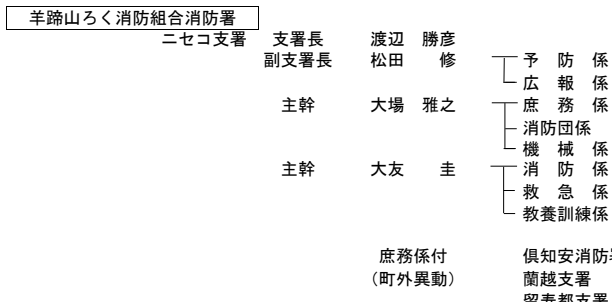 羊蹄山ろく消防組合消防署
ニセコ支署 支署長 渡辺 勝彦
副支署長 松田 修 予防係
広報係
主幹 大場 雅之 庶務係
消防団係
機械係
主幹 大友 圭 消防係
救急係
教養訓練係
庶務係付 倶知安消防
(町外異動) 蘭越支署